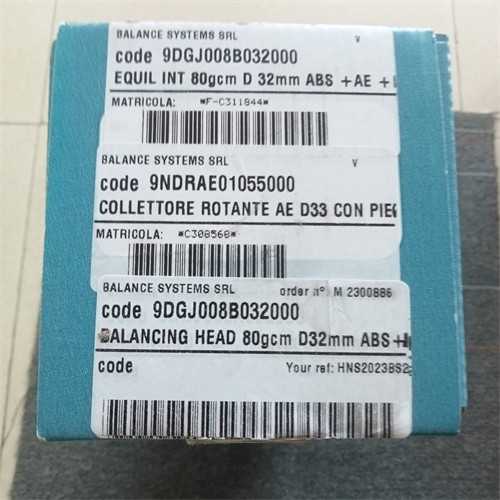 BALANCE SYSTEMS SRL V
code 9DGJ008B032000
EQUIL INT 80gcm D 32mm ABS +AE +
MATRICOLA: *F-C311844*
BALANCE SYSTEMS SRL V
code 9NDRAE01055000
COLLETTORE ROTANTE AE D33 CON PIE
MATRICOLA: *C308568*
BALANCE SYSTEMS SRL order n° M 2300886
code 9DGJ008B032000
BALANCING HEAD 80gcm D32mm ABS+
code Your ref: HNS2023BS2